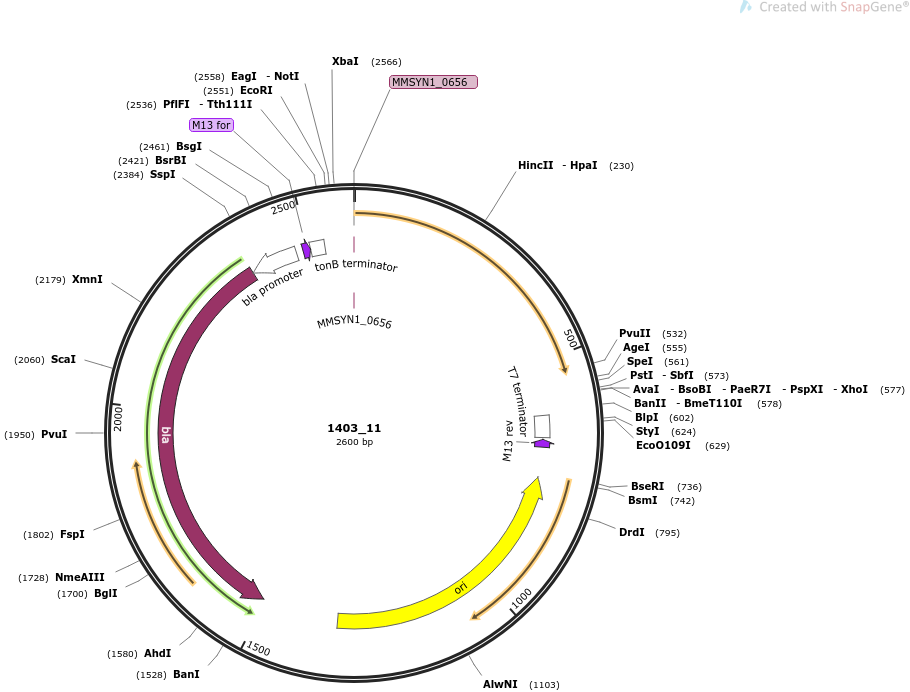 Created with SnapGene®
XbaI (2566)
MMSYN1_0656
(2558) EagI - NotI
(2551) EcoRI
(2536) PflFI - Tth111I
M13 for
(2461) BsgI
(2421) BsrBI
(2384) SspI
HincII - HpaI (230)
2500
tonB terminator
bla promoter
MMSYN1_0656
(2179) XmnI
500
PvuII (532)
AgeI (555)
SpeI (561)
PstI - SbfI (573)
AvaI - BsoBI - PaeR7I - PspXI - XhoI (577)
BanII - BmeT110I (578)
BlpI (602)
StyI (624)
EcoO109I (629)
(2060) ScaI
T7 terminator
M13 rev
2000
(1950) PvuI
bla
1403_11
2600 bp
BseRI (736)
BsmI (742)
DrdI (795)
(1802) FspI
(1728) NmeAIII
(1700) BglI
ori
1000
1500
(1580) AhdI
(1528) BanI
AlwNI (1103)